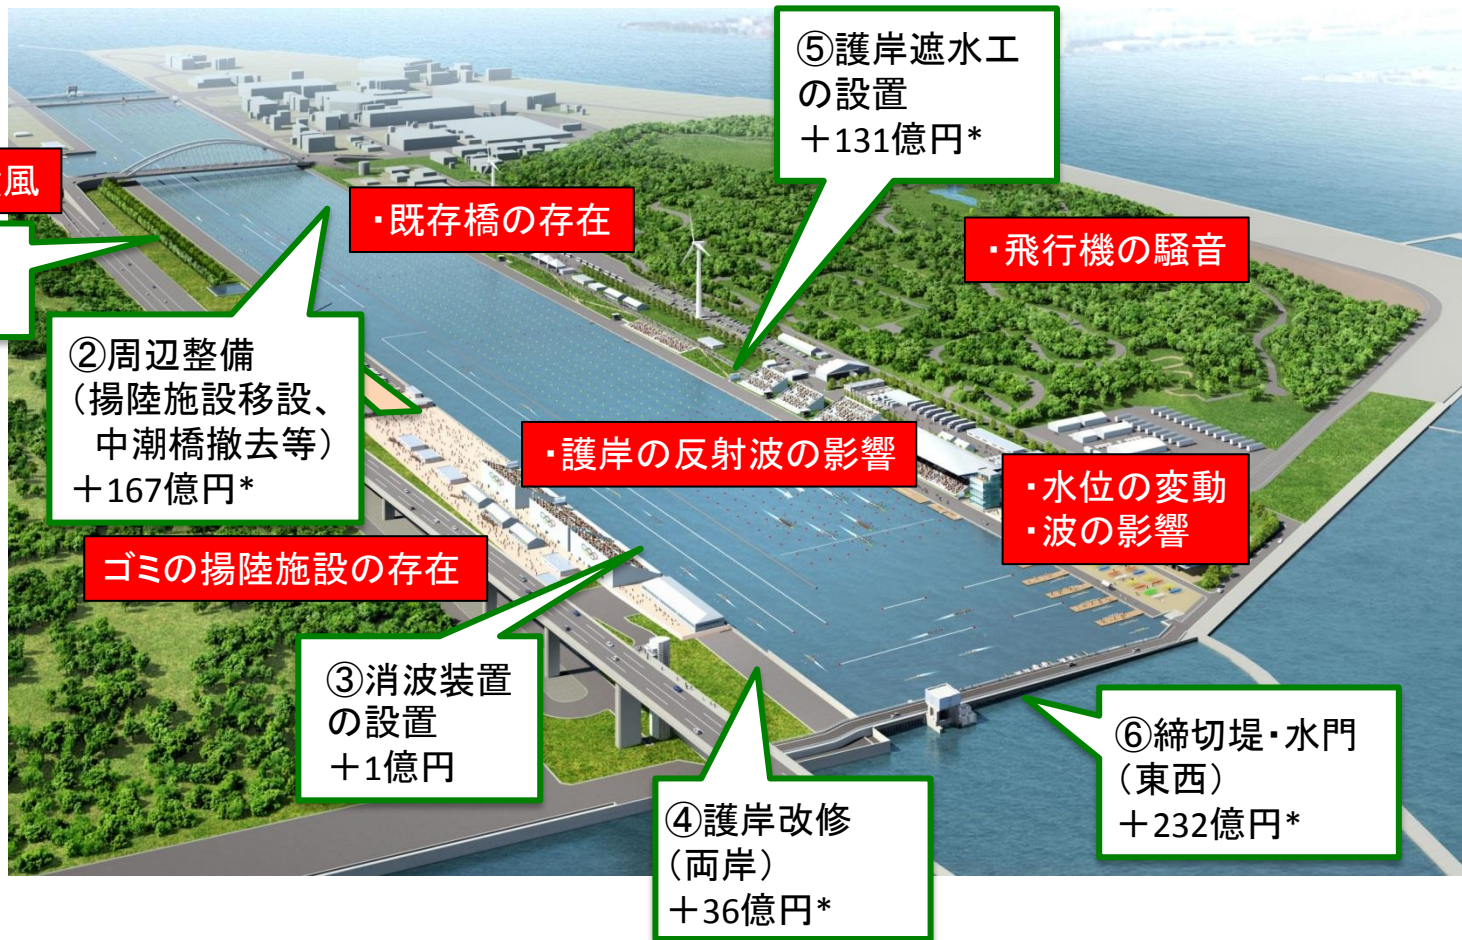 ⑤護岸遮水工
の設置
＋131億円*
風
・既存橋の存在
・飛行機の騒音
②周辺整備
（揚陸施設移設、
中潮橋撤去等）
＋167億円*
・護岸の反射波の影響
・水位の変動
・波の影響
ゴミの揚陸施設の存在
③消波装置
の設置
＋1億円
④護岸改修
（両岸）
＋36億円*
⑥締切堤・水門
（東西）
＋232億円*